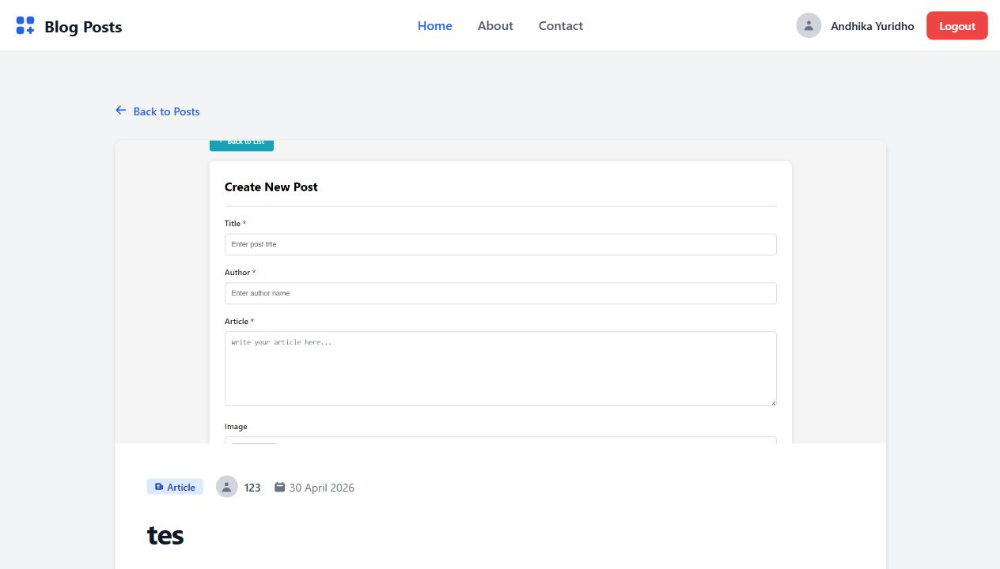 Blog Posts
Home About Contact
Andhika Yuridho
Logout
Back to Posts
Back to List
Create New Post
Title *
Enter post title
Author *
Enter author name
Article *
Write your article here...
Image
Article 123 30 April 2026
tes